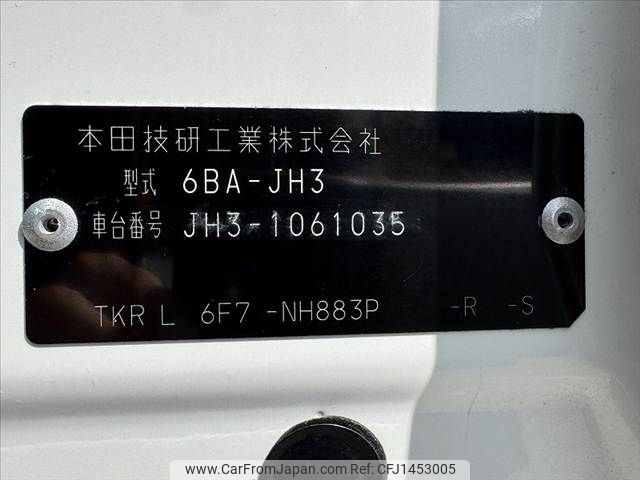 本田技研工業株式会社
型式 6BA-JH3
車台番号 JH3-1061035
TKR L 6F7 -NH883P -R -S
www.CarFromJapan.com CFJ1453005